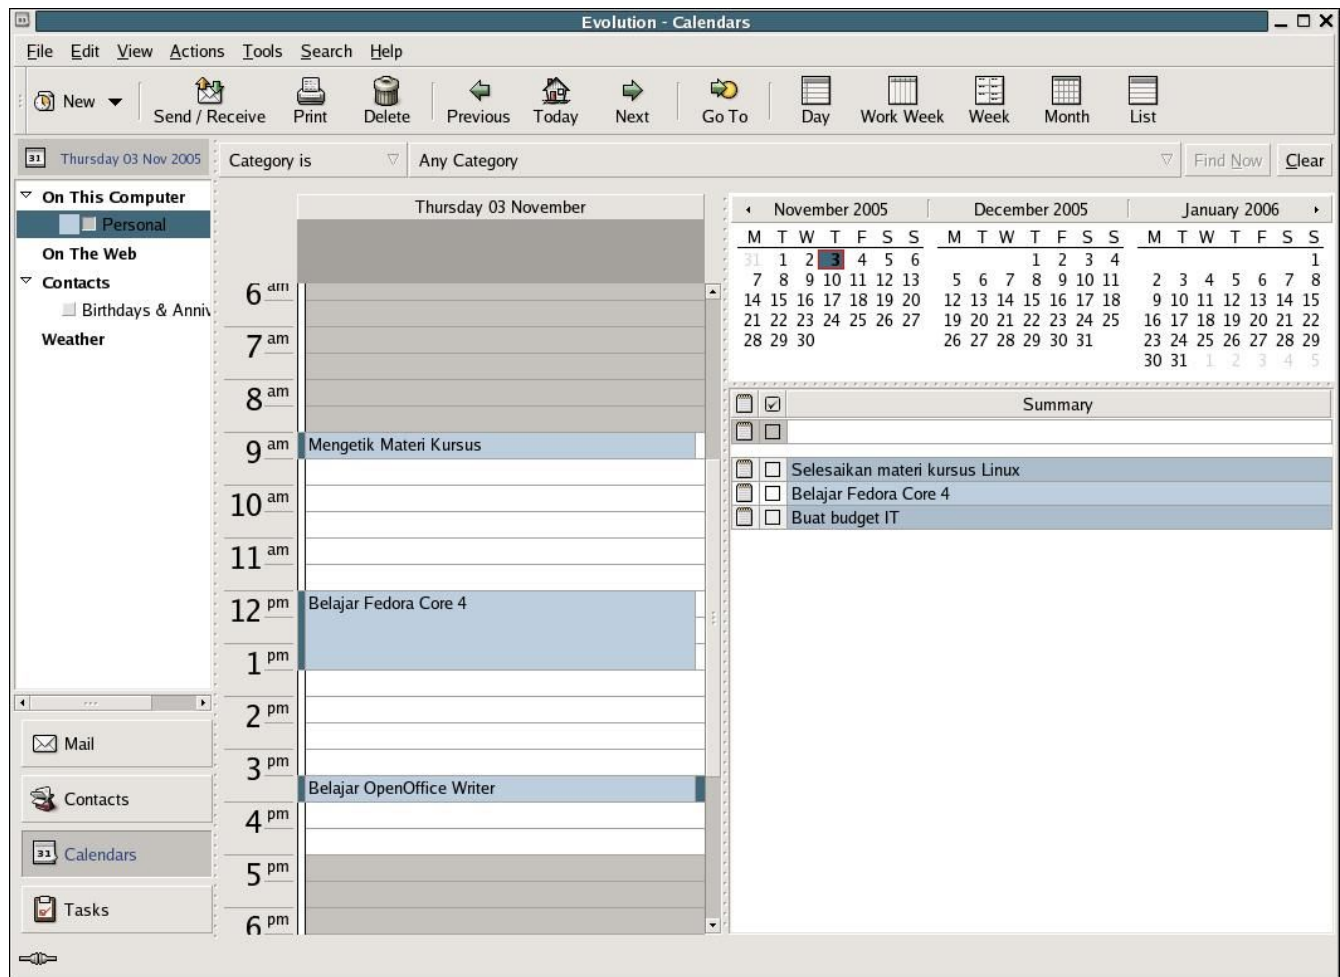 Evolution - Calendars
File Edit View Actions Tools Search Help
New Send / Receive Print Delete Previous Today Next Go To Day Work Week Week Month List
31 Thursday 03 Nov 2005 Category is Any Category Find Now Clear
On This Computer
Personal
On The Web
Contacts
Birthdays & Anniv
Weather
Mail
Contacts
31 Calendars
Tasks
Thursday 03 November
6 am
7 am
8 am
9 am Mengetik Materi Kursus
10 am
11 am
12 pm Belajar Fedora Core 4
1 pm
2 pm
3 pm
Belajar OpenOffice Writer
4 pm
5 pm
6 pm
November 2005
M T W T F S S
31 1 2 3 4 5 6
7 8 9 10 11 12 13
14 15 16 17 18 19 20
21 22 23 24 25 26 27
28 29 30
December 2005
M T W T F S S
1 2 3 4
5 6 7 8 9 10 11
12 13 14 15 16 17 18
19 20 21 22 23 24 25
26 27 28 29 30 31
January 2006
M T W T F S S
1
2 3 4 5 6 7 8
9 10 11 12 13 14 15
16 17 18 19 20 21 22
23 24 25 26 27 28 29
30 31 1 2 3 4 5
Summary
Selesaikan materi kursus Linux
Belajar Fedora Core 4
Buat budget IT